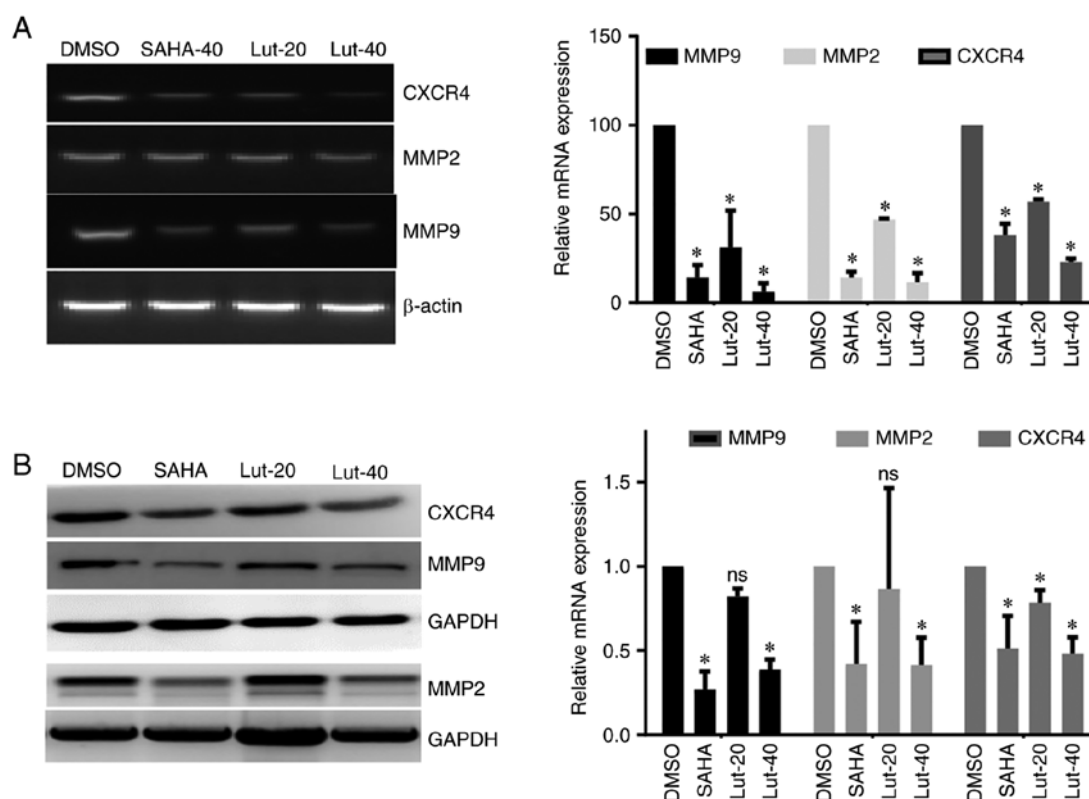 A
DMSO SAHA-40 Lut-20 Lut-40
CXCR4
MMP2
MMP9
β-actin
Relative mRNA expression
150
100
50
0
MMP9 MMP2 CXCR4
* * * * * * * * *
DMSO SAHA Lut-20 Lut-40 DMSO SAHA Lut-20 Lut-40 DMSO SAHA Lut-20 Lut-40
B
DMSO SAHA Lut-20 Lut-40
CXCR4
MMP9
GAPDH
MMP2
GAPDH
Relative mRNA expression
1.5
1.0
0.5
0.0
MMP9 MMP2 CXCR4
* ns * * ns * * * *
DMSO SAHA Lut-20 Lut-40 DMSO SAHA Lut-20 Lut-40 DMSO SAHA Lut-20 Lut-40